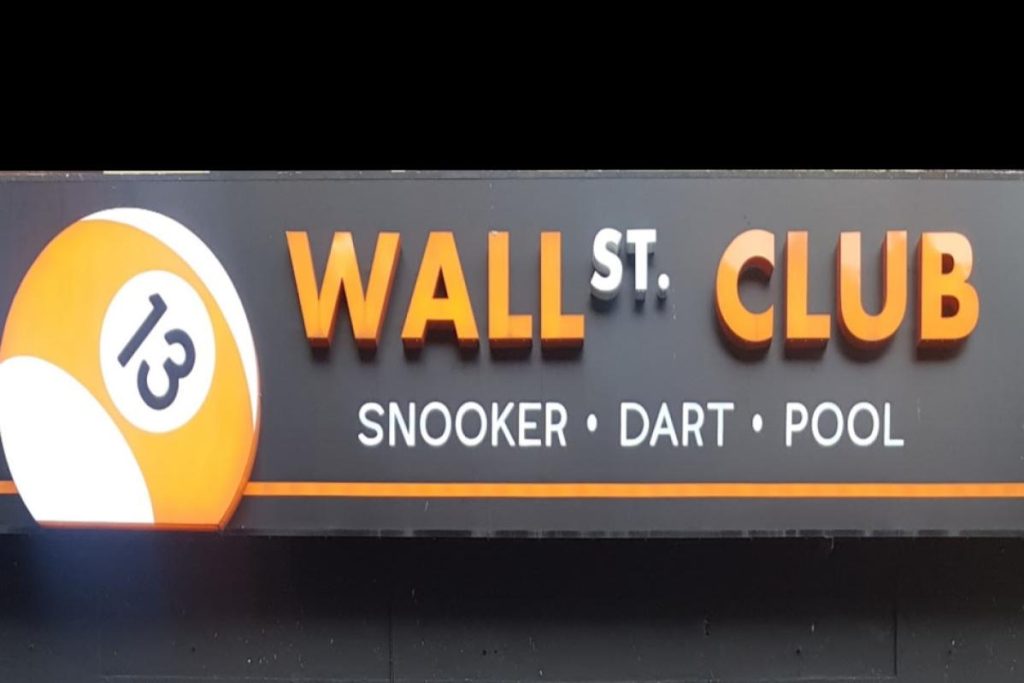 13
WALL ST. CLUB
SNOOKER • DART • POOL